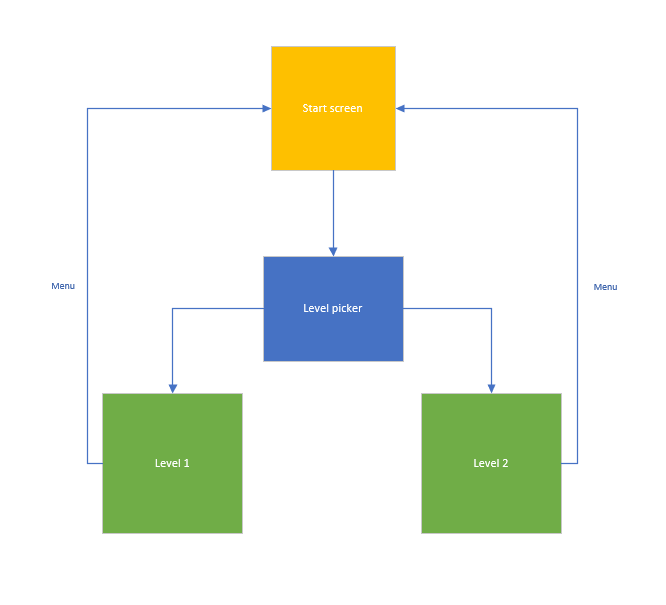 Start screen
Menu
Menu
Level picker
Level 1
Level 2